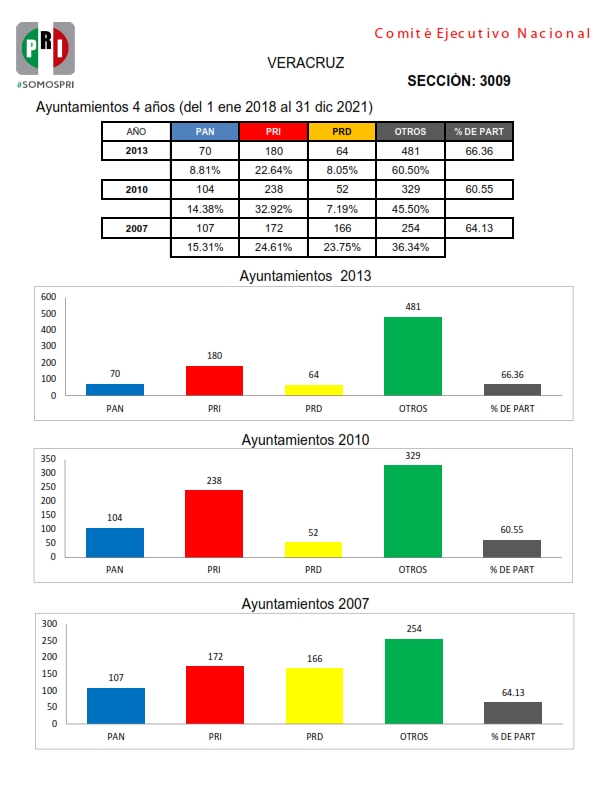 Comité Ejecutivo Nacional
PRI
#SOMOSPRI
VERACRUZ
SECCIÓN: 3009
Ayuntamientos 4 años (del 1 ene 2018 al 31 dic 2021)
AÑO PAN PRI PRD OTROS % DE PART
2013 70 180 64 481 66.36
8.81% 22.64% 8.05% 60.50%
2010 104 238 52 329 60.55
14.38% 32.92% 7.19% 45.50%
2007 107 172 166 254 64.13
15.31% 24.61% 23.75% 36.34%
Ayuntamientos 2013
600
500
400
300
200
100
0
70 180 64 481 66.36
PAN PRI PRD OTROS % DE PART
Ayuntamientos 2010
350
300
250
200
150
100
50
0
104 238 52 329 60.55
PAN PRI PRD OTROS % DE PART
Ayuntamientos 2007
300
250
200
150
100
50
0
107 172 166 254 64.13
PAN PRI PRD OTROS % DE PART